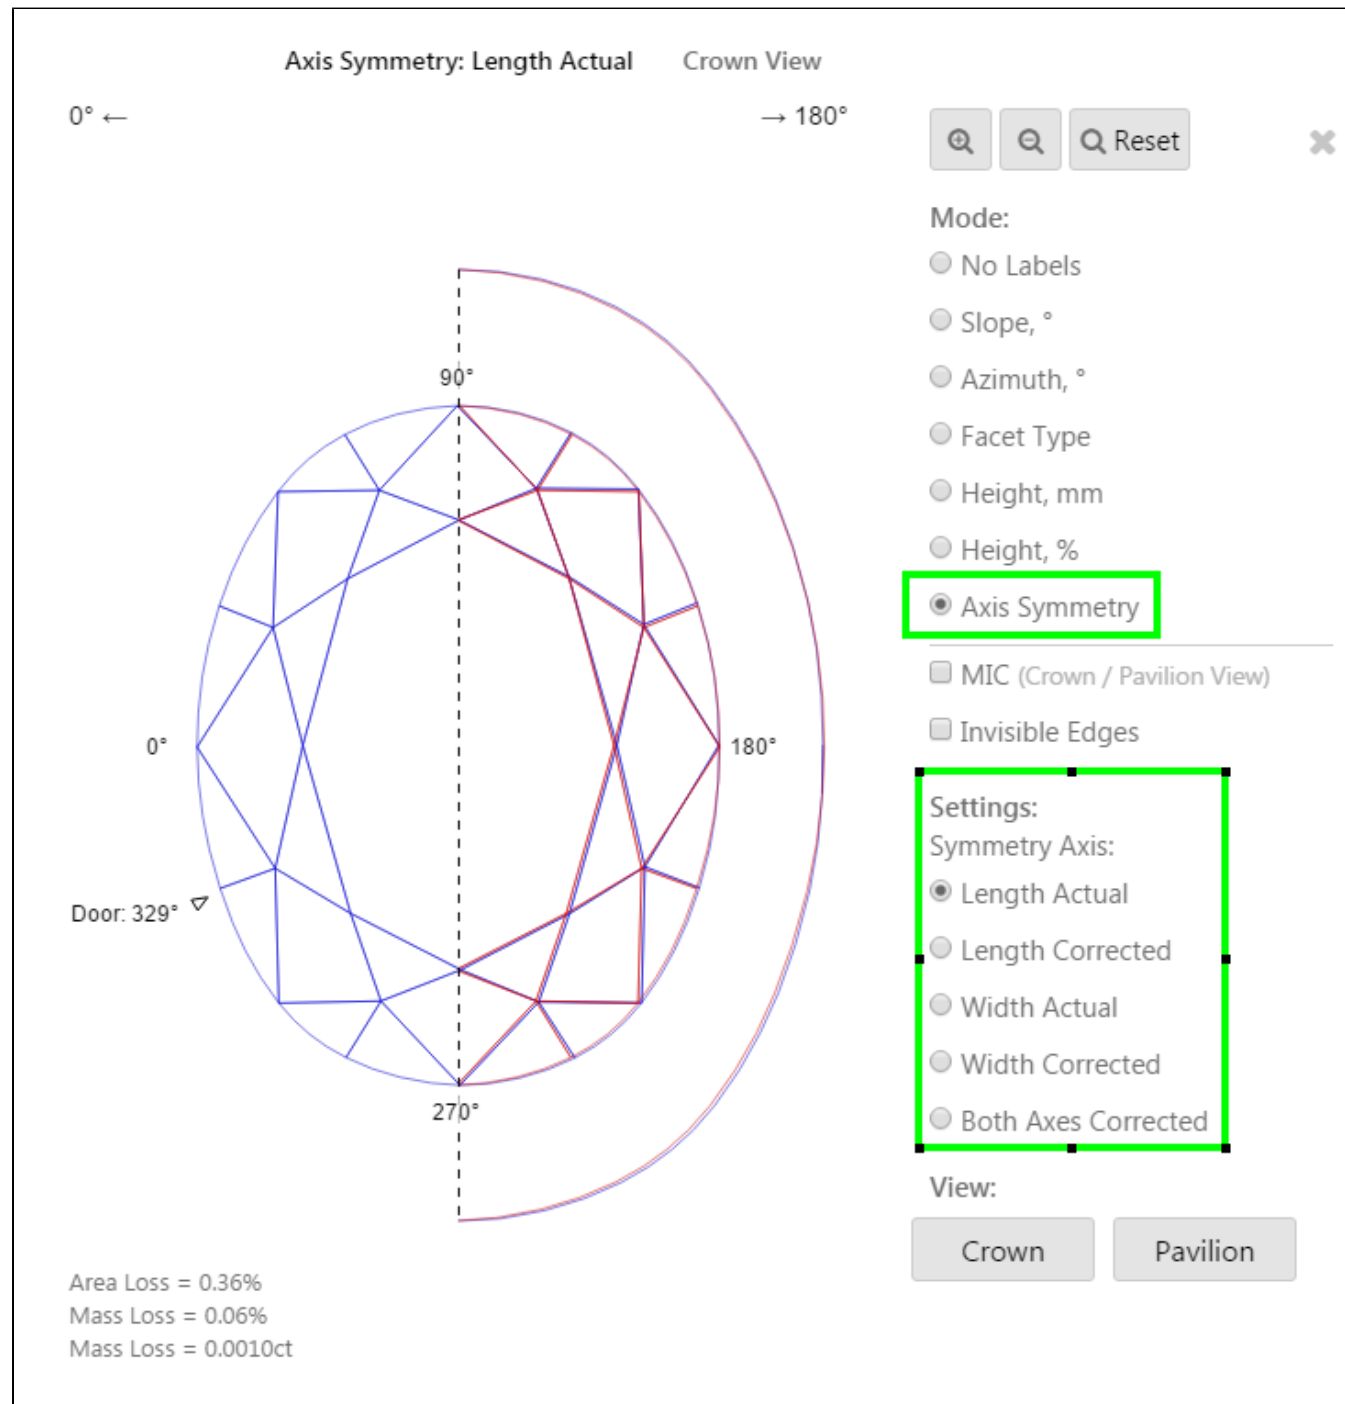 Axis Symmetry: Length Actual Crown View
0° ← → 180°
Reset
Mode:
No Labels
Slope, °
Azimuth, °
Facet Type
Height, mm
Height, %
Axis Symmetry
MIC (Crown / Pavilion View)
Invisible Edges
Settings:
Symmetry Axis:
Length Actual
Length Corrected
Width Actual
Width Corrected
Both Axes Corrected
View:
Crown Pavilion
90°
0° 180°
Door: 329°
270°
Area Loss = 0.36%
Mass Loss = 0.06%
Mass Loss = 0.0010ct